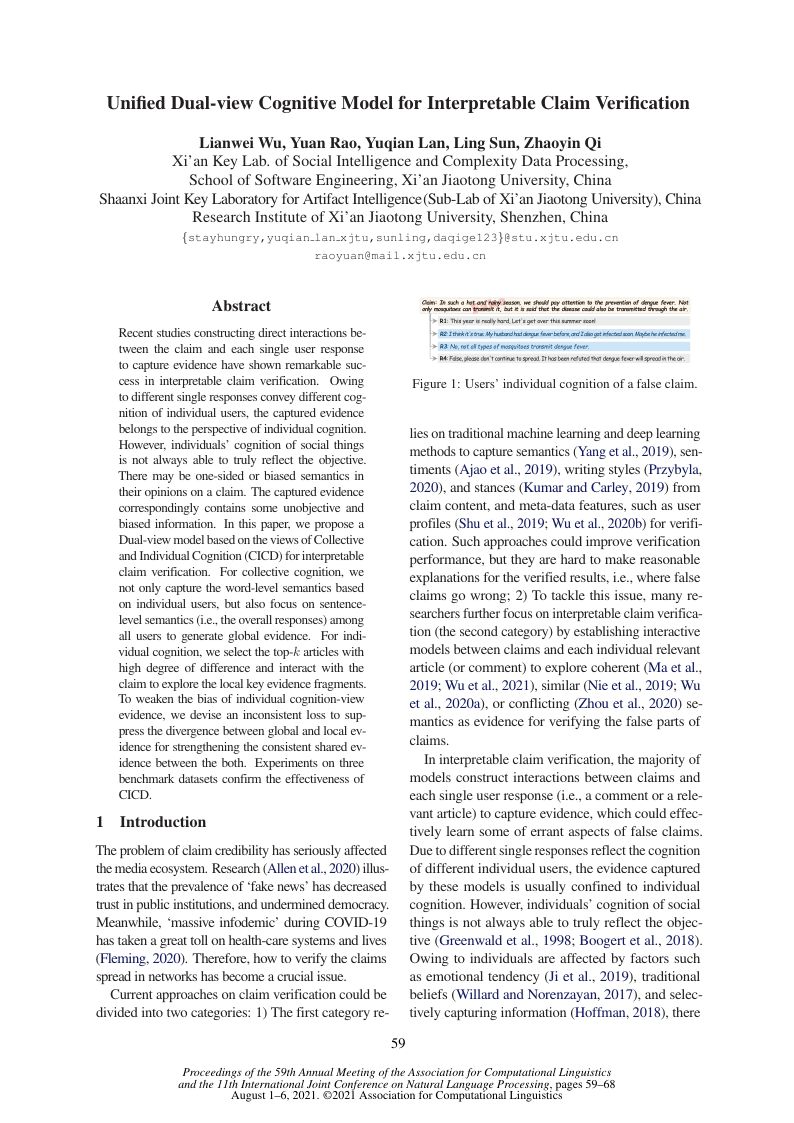 Unified Dual-view Cognitive Model for Interpretable Claim Verification
Lianwei Wu, Yuan Rao, Yuqian Lan, Ling Sun, Zhaoyin Qi
Xi'an Key Lab. of Social Intelligence and Complexity Data Processing,
School of Software Engineering, Xi'an Jiaotong University, China
Shaanxi Joint Key Laboratory for Artifact Intelligence(Sub-Lab of Xi'an Jiaotong University), China
Research Institute of Xi'an Jiaotong University, Shenzhen, China
{stayhungry,yuqian_lan_xjtu,sunling,daqige123}@stu.xjtu.edu.cn
raoyuan@mail.xjtu.edu.cn
Abstract
Recent studies constructing direct interactions be-
tween the claim and each single user response
to capture evidence have shown remarkable suc-
cess in interpretable claim verification. Owing
to different single responses convey different cog-
nition of individual users, the captured evidence
belongs to the perspective of individual cognition.
However, individuals' cognition of social things
is not always able to truly reflect the objective.
There may be one-sided or biased semantics in
their opinions on a claim. The captured evidence
correspondingly contains some unobjective and
biased information. In this paper, we propose a
Dual-view model based on the views of Collective
and Individual Cognition (CICD) for interpretable
claim verification. For collective cognition, we
not only capture the word-level semantics based
on individual users, but also focus on sentence-
level semantics (i.e., the overall responses) among
all users to generate global evidence. For indi-
vidual cognition, we select the top-k articles with
high degree of difference and interact with the
claim to explore the local key evidence fragments.
To weaken the bias of individual cognition-view
evidence, we devise an inconsistent loss to sup-
press the divergence between global and local ev-
idence for strengthening the consistent shared ev-
idence between the both. Experiments on three
benchmark datasets confirm the effectiveness of
CICD.
1 Introduction
The problem of claim credibility has seriously affected
the media ecosystem. Research (Allen et al., 2020) illus-
trates that the prevalence of 'fake news' has decreased
trust in public institutions, and undermined democracy.
Meanwhile, 'massive infodemic' during COVID-19
has taken a great toll on health-care systems and lives
(Fleming, 2020). Therefore, how to verify the claims
spread in networks has become a crucial issue.
Current approaches on claim verification could be
divided into two categories: 1) The first category re-
Claim: In such a hot and rainy season, we should pay attention to the prevention of dengue fever. Not
only mosquitoes can transmit it, but it is said that the disease could also be transmitted through the air.
R1: This year is really hard, Let's get over this summer soon!
R2: I think it's true. My husband had dengue fever before, and I also got infected soon. Maybe he infected me.
R3: No, not all types of mosquitoes transmit dengue fever.
R4: False, please don't continue to spread. It has been refuted that dengue fever will spread in the air.
Figure 1: Users' individual cognition of a false claim.
lies on traditional machine learning and deep learning
methods to capture semantics (Yang et al., 2019), sen-
timents (Ajao et al., 2019), writing styles (Przybyla,
2020), and stances (Kumar and Carley, 2019) from
claim content, and meta-data features, such as user
profiles (Shu et al., 2019; Wu et al., 2020b) for verifi-
cation. Such approaches could improve verification
performance, but they are hard to make reasonable
explanations for the verified results, i.e., where false
claims go wrong; 2) To tackle this issue, many re-
searchers further focus on interpretable claim verifica-
tion (the second category) by establishing interactive
models between claims and each individual relevant
article (or comment) to explore coherent (Ma et al.,
2019; Wu et al., 2021), similar (Nie et al., 2019; Wu
et al., 2020a), or conflicting (Zhou et al., 2020) se-
mantics as evidence for verifying the false parts of
claims.
In interpretable claim verification, the majority of
models construct interactions between claims and
each single user response (i.e., a comment or a rele-
vant article) to capture evidence, which could effec-
tively learn some of errant aspects of false claims.
Due to different single responses reflect the cognition
of different individual users, the evidence captured
by these models is usually confined to individual
cognition. However, individuals' cognition of social
things is not always able to truly reflect the objec-
tive (Greenwald et al., 1998; Boogert et al., 2018).
Owing to individuals are affected by factors such
as emotional tendency (Ji et al., 2019), traditional
beliefs (Willard and Norenzayan, 2017), and selec-
tively capturing information (Hoffman, 2018), there
59
Proceedings of the 59th Annual Meeting of the Association for Computational Linguistics
and the 11th International Joint Conference on Natural Language Processing, pages 59–68
August 1–6, 2021. ©2021 Association for Computational Linguistics